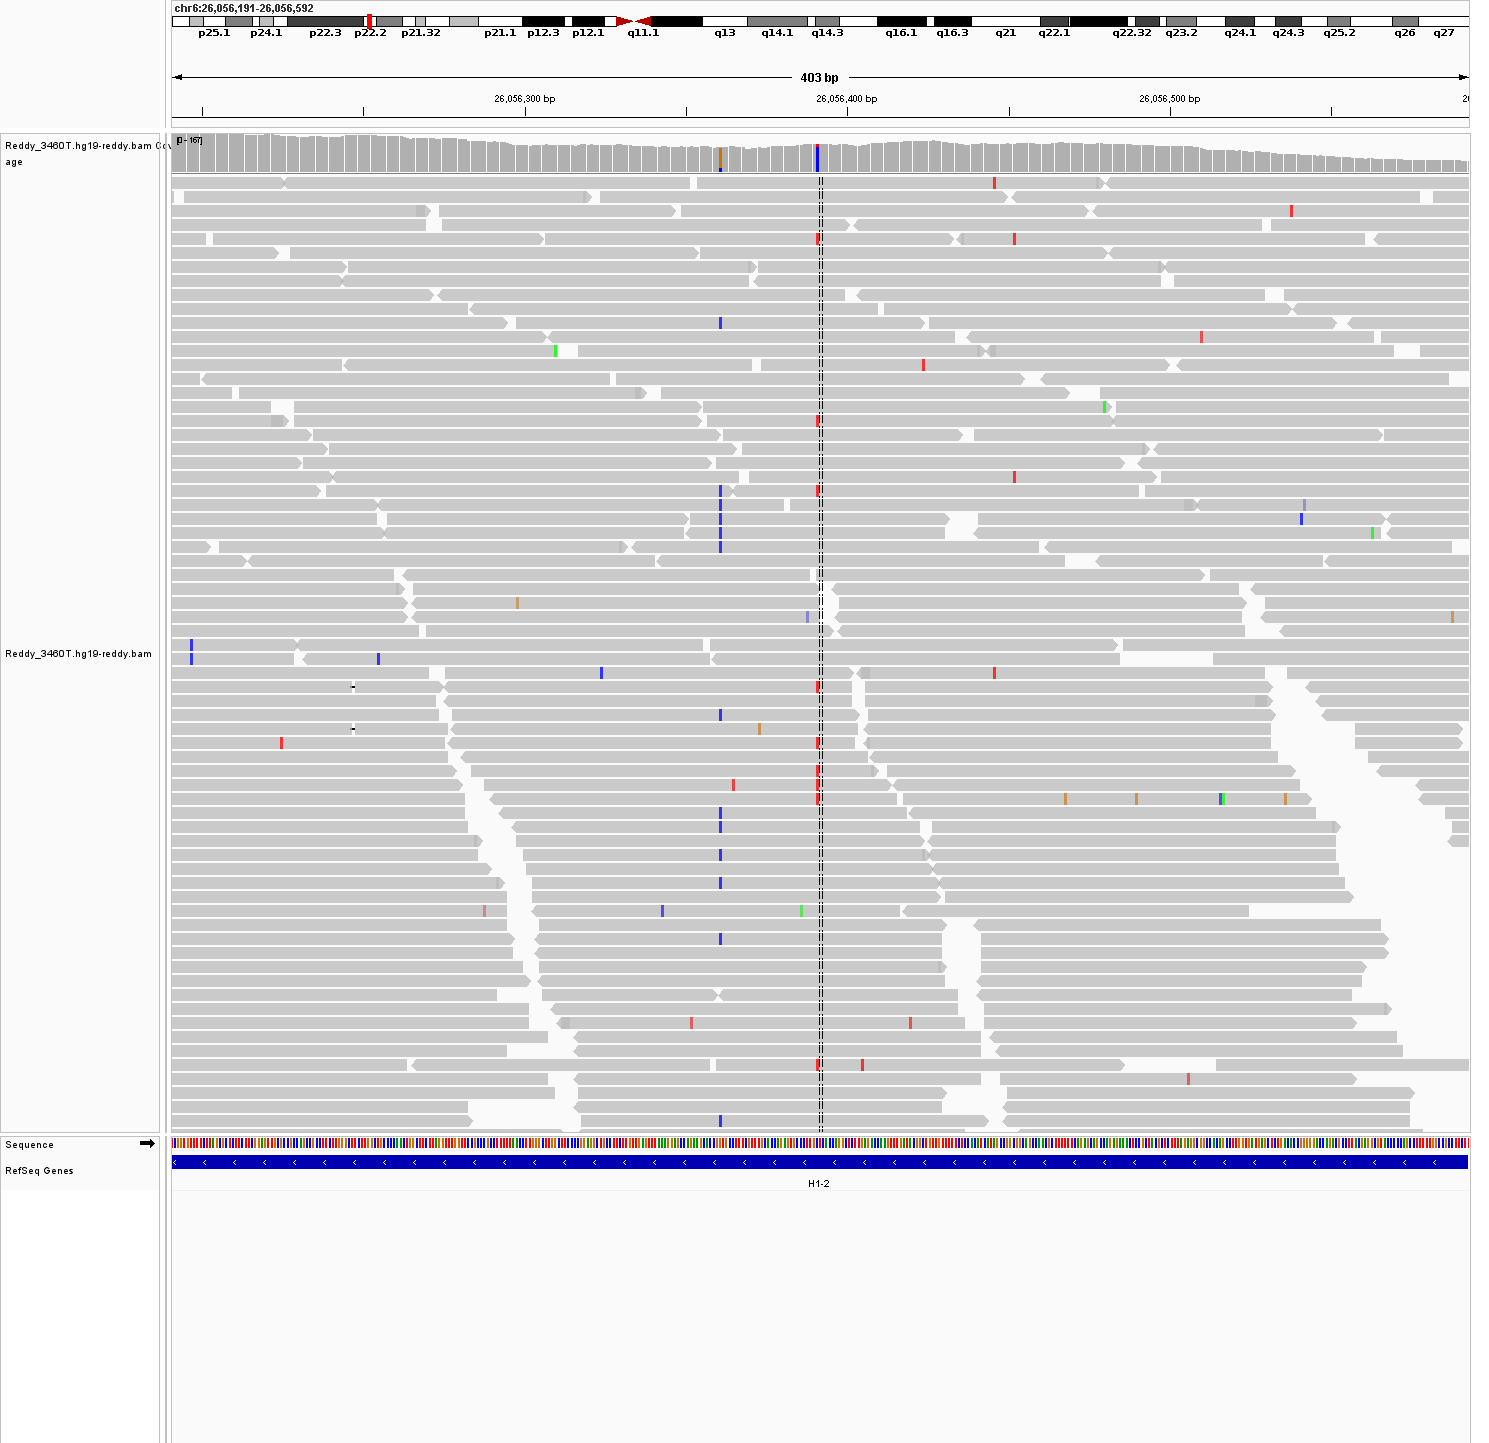 chr6:26,056,191-26,056,592
p25.1 p24.1 p22.3 p22.2 p21.32 p21.1 p12.3 p12.1 q11.1 q13 q14.1 q14.3 q16.1 q16.3 q21 q22.1 q22.32 q23.2 q24.1 q24.3 q25.2 q26 q27
403 bp
26,056,300 bp 26,056,400 bp 26,056,500 bp 20
Reddy_3460T.hg19-reddy.bam Cov
age
[0 - 167]
Reddy_3460T.hg19-reddy.bam
Sequence
RefSeq Genes
H1-2